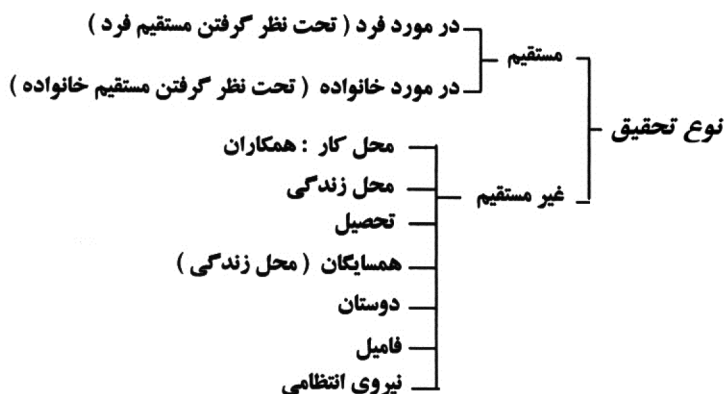 نوع تحقیق
مستقیم
در مورد فرد ( تحت نظر گرفتن مستقیم فرد )
در مورد خانواده ( تحت نظر گرفتن مستقیم خانواده )
غیر مستقیم
محل کار : همکاران
محل زندگی
تحصیل
همسایگان ( محل زندگی )
دوستان
فامیل
نیروی انتظامی